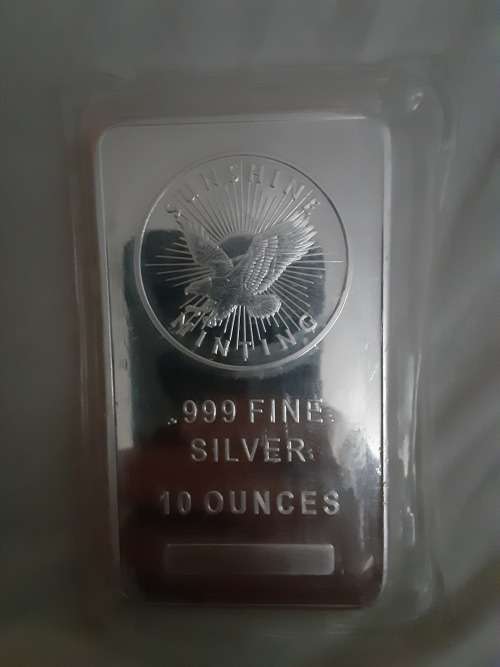 SUNSHINE
MINTING
.999 FINE
SILVER
10 OUNCES